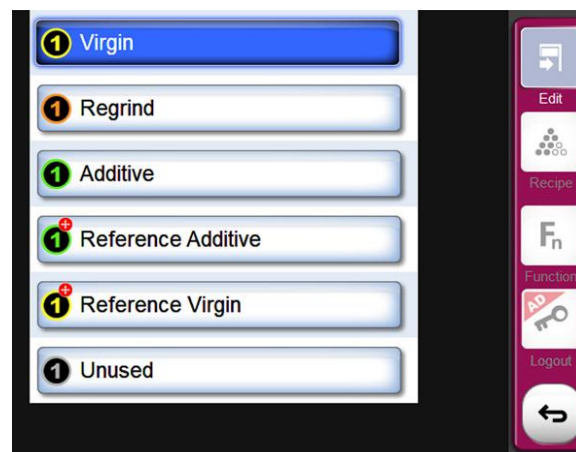 1 Virgin
1 Regrind
1 Additive
1 Reference Additive
1 Reference Virgin
1 Unused
Edit
Recipe
Fn
Function
AD
Logout